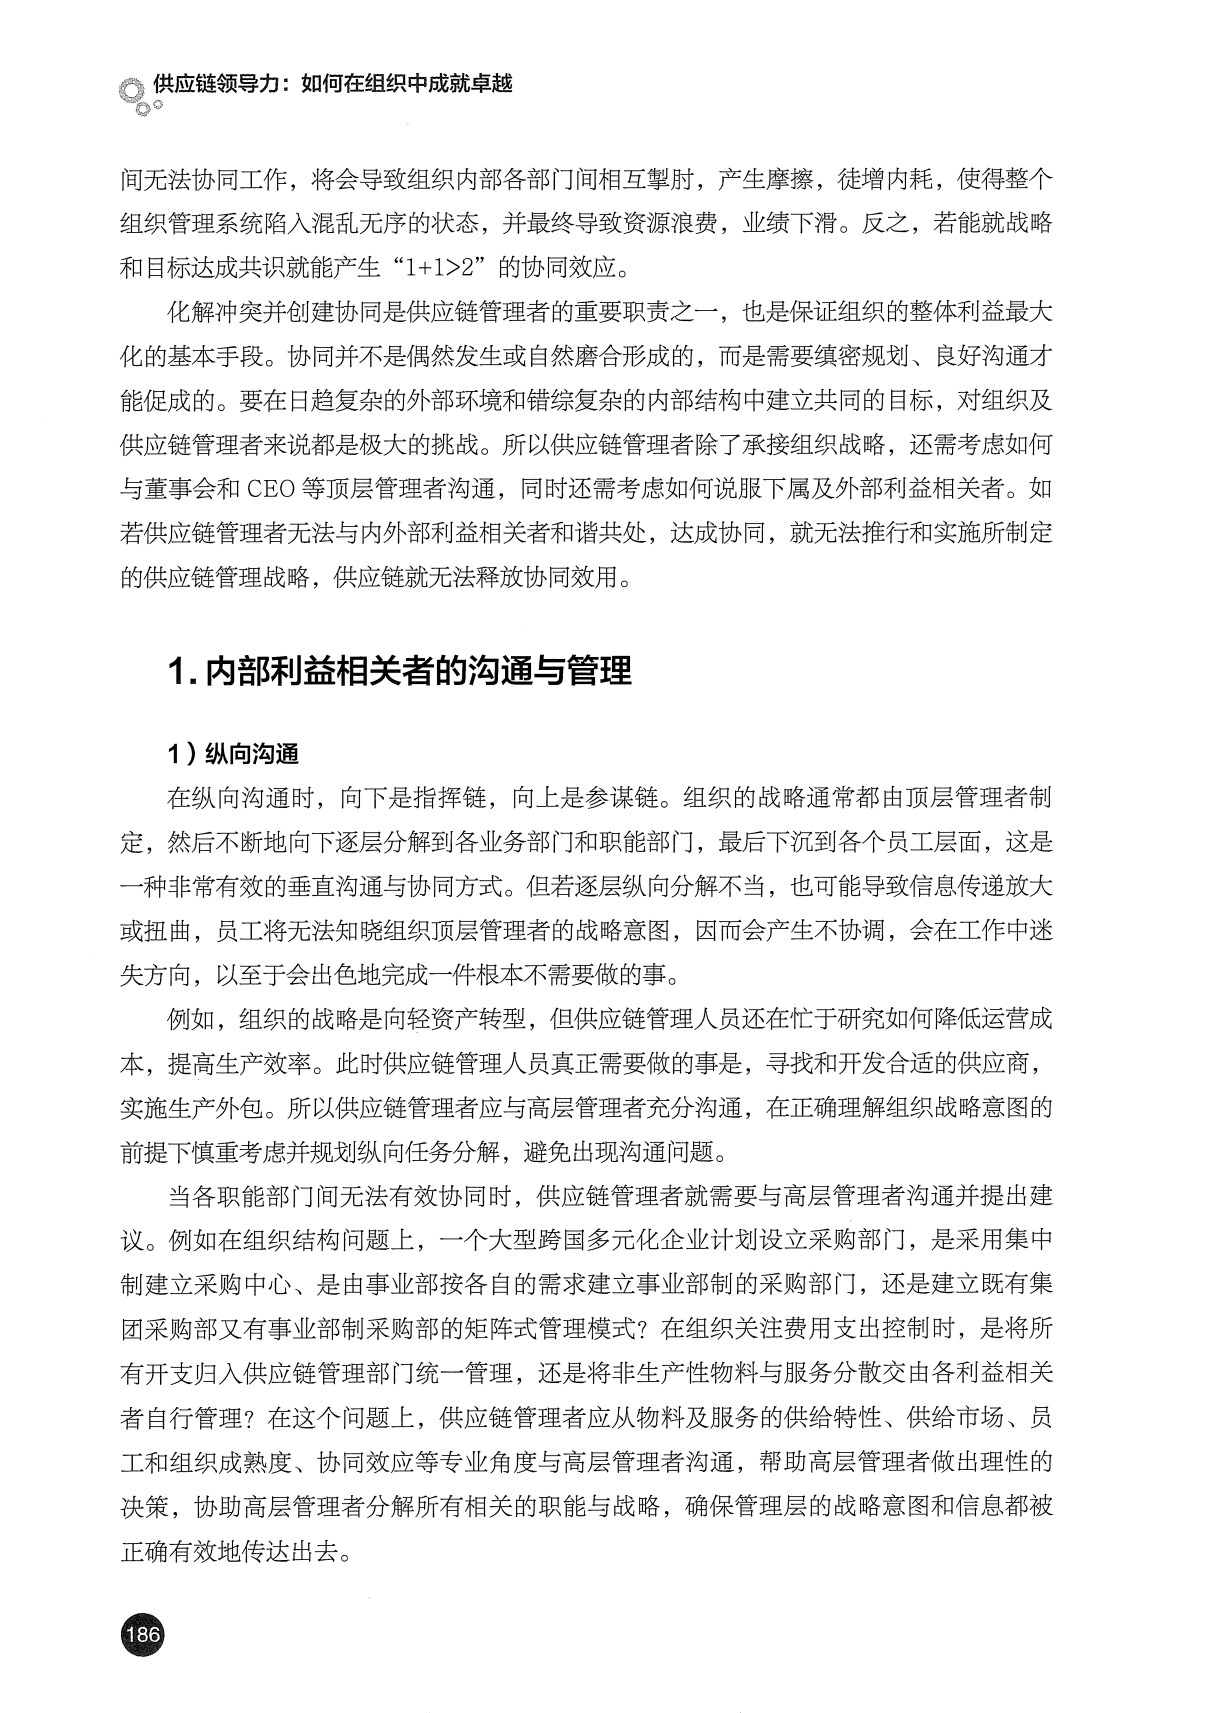 供应链领导力：如何在组织中成就卓越
间无法协同工作，将会导致组织内部各部门间相互掣肘，产生摩擦，徒增内耗，使得整个
组织管理系统陷入混乱无序的状态，并最终导致资源浪费，业绩下滑。反之，若能就战略
和目标达成共识就能产生“1+1>2”的协同效应。
化解冲突并创建协同是供应链管理者的重要职责之一，也是保证组织的整体利益最大
化的基本手段。协同并不是偶然发生或自然磨合形成的，而是需要缜密规划、良好沟通才
能促成的。要在日趋复杂的外部环境和错综复杂的内部结构中建立共同的目标，对组织及
供应链管理者来说都是极大的挑战。所以供应链管理者除了承接组织战略，还需考虑如何
与董事会和 CEO 等顶层管理者沟通，同时还需考虑如何说服下属及外部利益相关者。如
若供应链管理者无法与内外部利益相关者和谐共处，达成协同，就无法推行和实施所制定
的供应链管理战略，供应链就无法释放协同效用。
1. 内部利益相关者的沟通与管理
1）纵向沟通
在纵向沟通时，向下是指挥链，向上是参谋链。组织的战略通常都由顶层管理者制
定，然后不断地向下逐层分解到各业务部门和职能部门，最后下沉到各个员工层面，这是
一种非常有效的垂直沟通与协同方式。但若逐层纵向分解不当，也可能导致信息传递放大
或扭曲，员工将无法知晓组织顶层管理者的战略意图，因而会产生不协调，会在工作中迷
失方向，以至于会出色地完成一件根本不需要做的事。
例如，组织的战略是向轻资产转型，但供应链管理人员还在忙于研究如何降低运营成
本，提高生产效率。此时供应链管理人员真正需要做的事是，寻找和开发合适的供应商，
实施生产外包。所以供应链管理者应与高层管理者充分沟通，在正确理解组织战略意图的
前提下慎重考虑并规划纵向任务分解，避免出现沟通问题。
当各职能部门间无法有效协同时，供应链管理者就需要与高层管理者沟通并提出建
议。例如在组织结构问题上，一个大型跨国多元化企业计划设立采购部门，是采用集中
制建立采购中心、是由事业部按各自的需求建立事业部制的采购部门，还是建立既有集
团采购部又有事业部制采购部的矩阵式管理模式？在组织关注费用支出控制时，是将所
有开支归入供应链管理部门统一管理，还是将非生产性物料与服务分散交由各利益相关
者自行管理？在这个问题上，供应链管理者应从物料及服务的供给特性、供给市场、员
工和组织成熟度、协同效应等专业角度与高层管理者沟通，帮助高层管理者做出理性的
决策，协助高层管理者分解所有相关的职能与战略，确保管理层的战略意图和信息都被
正确有效地传达出去。
186